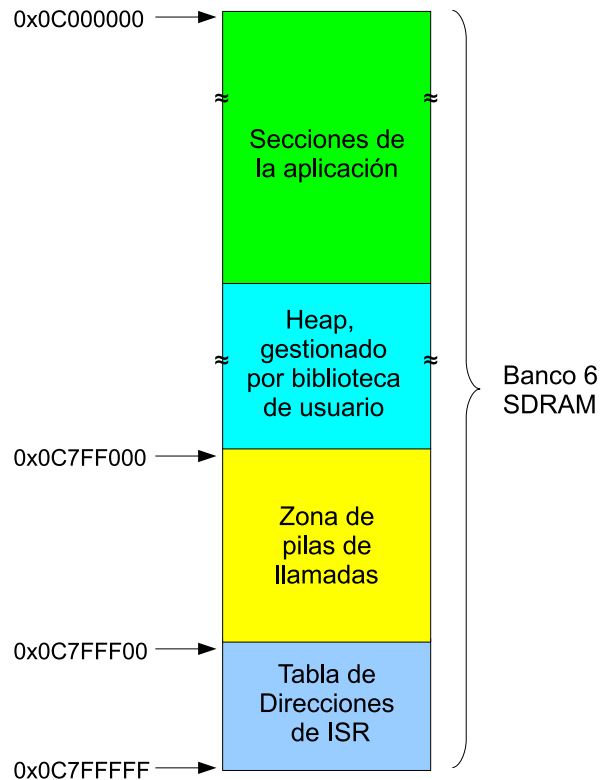 0x0C000000
Secciones de
la aplicación
Heap,
gestionado
por biblioteca
de usuario
Banco 6
SDRAM
0x0C7FF000
Zona de
pilas de
llamadas
0x0C7FFF00
Tabla de
Direcciones
de ISR
0x0C7FFFFF